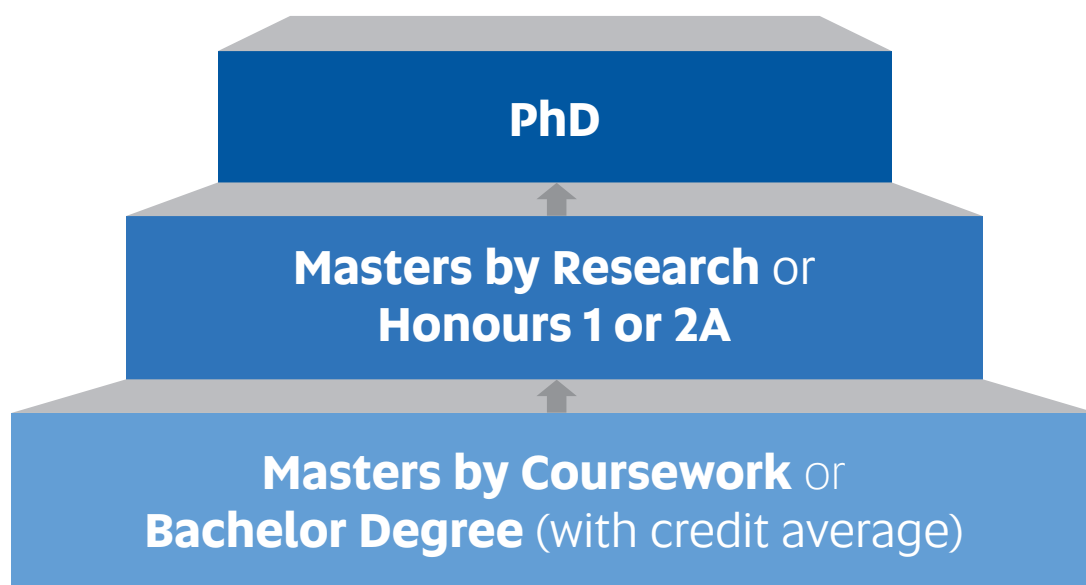 PhD
Masters by Research or
Honours 1 or 2A
Masters by Coursework or
Bachelor Degree (with credit average)